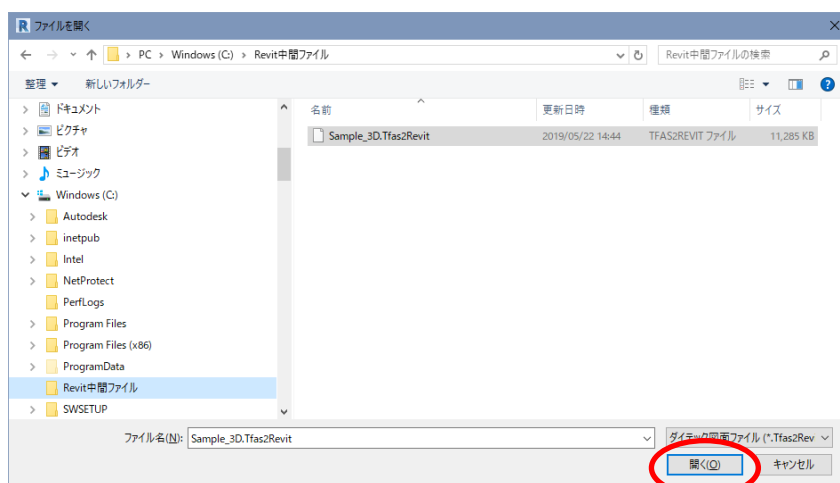 R ファイルを開く
PC › Windows (C:) › Revit中間ファイル
Revit中間ファイルの検索
整理
新しいフォルダー
名前
更新日時
種類
サイズ
Sample_3D.Tfas2Revit
2019/05/22 14:44
TFAS2REVIT ファイル
11,285 KB
ドキュメント
ピクチャ
ビデオ
ミュージック
Windows (C:)
Autodesk
inetpub
Intel
NetProtect
PerfLogs
Program Files
Program Files (x86)
ProgramData
Revit中間ファイル
SWSETUP
ファイル名(N):
Sample_3D.Tfas2Revit
ダイテック図面ファイル (*.Tfas2Rev
開く(O)
キャンセル